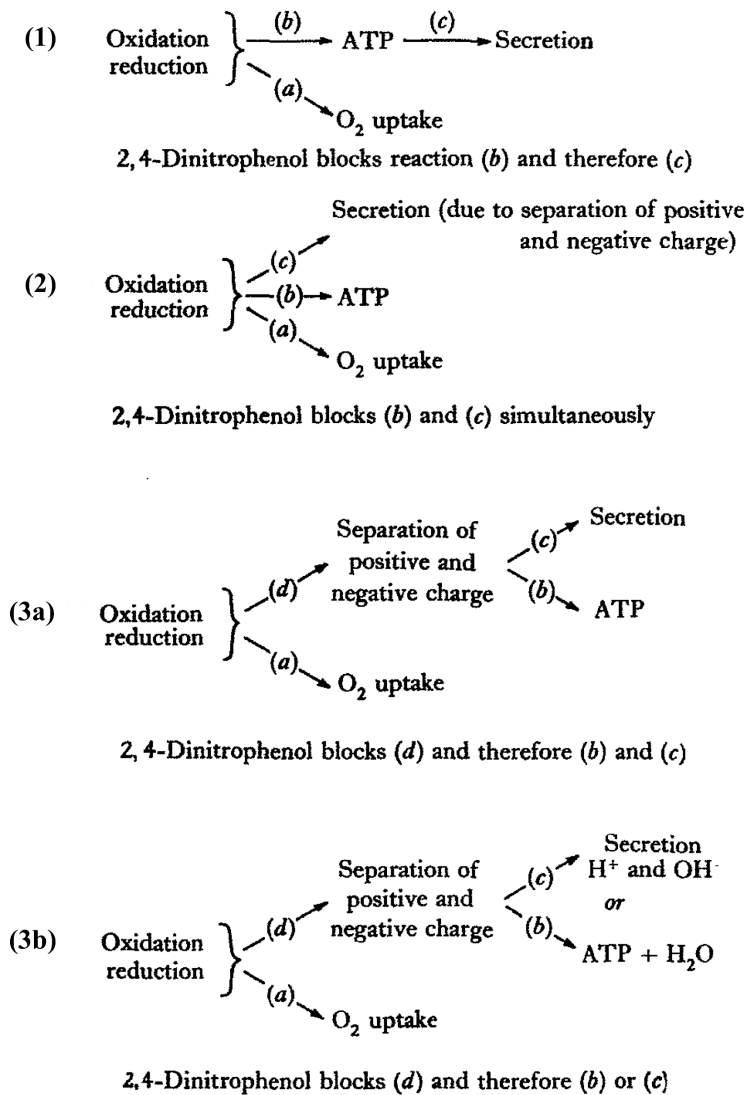 (1)
Oxidation
reduction
(b)
ATP
(c)
Secretion
(a)
O₂ uptake
2,4-Dinitrophenol blocks reaction (b) and therefore (c)
(2)
Secretion (due to separation of positive
and negative charge)
(c)
Oxidation
reduction
(b)
ATP
(a)
O₂ uptake
2,4-Dinitrophenol blocks (b) and (c) simultaneously
(3a)
Separation of
positive and
negative charge
(c)
Secretion
(d)
(b)
ATP
Oxidation
reduction
(a)
O₂ uptake
2, 4-Dinitrophenol blocks (d) and therefore (b) and (c)
(3b)
Separation of
positive and
negative charge
(c)
Secretion
H⁺ and OH⁻
or
(d)
(b)
ATP + H₂O
Oxidation
reduction
(a)
O₂ uptake
2,4-Dinitrophenol blocks (d) and therefore (b) or (c)